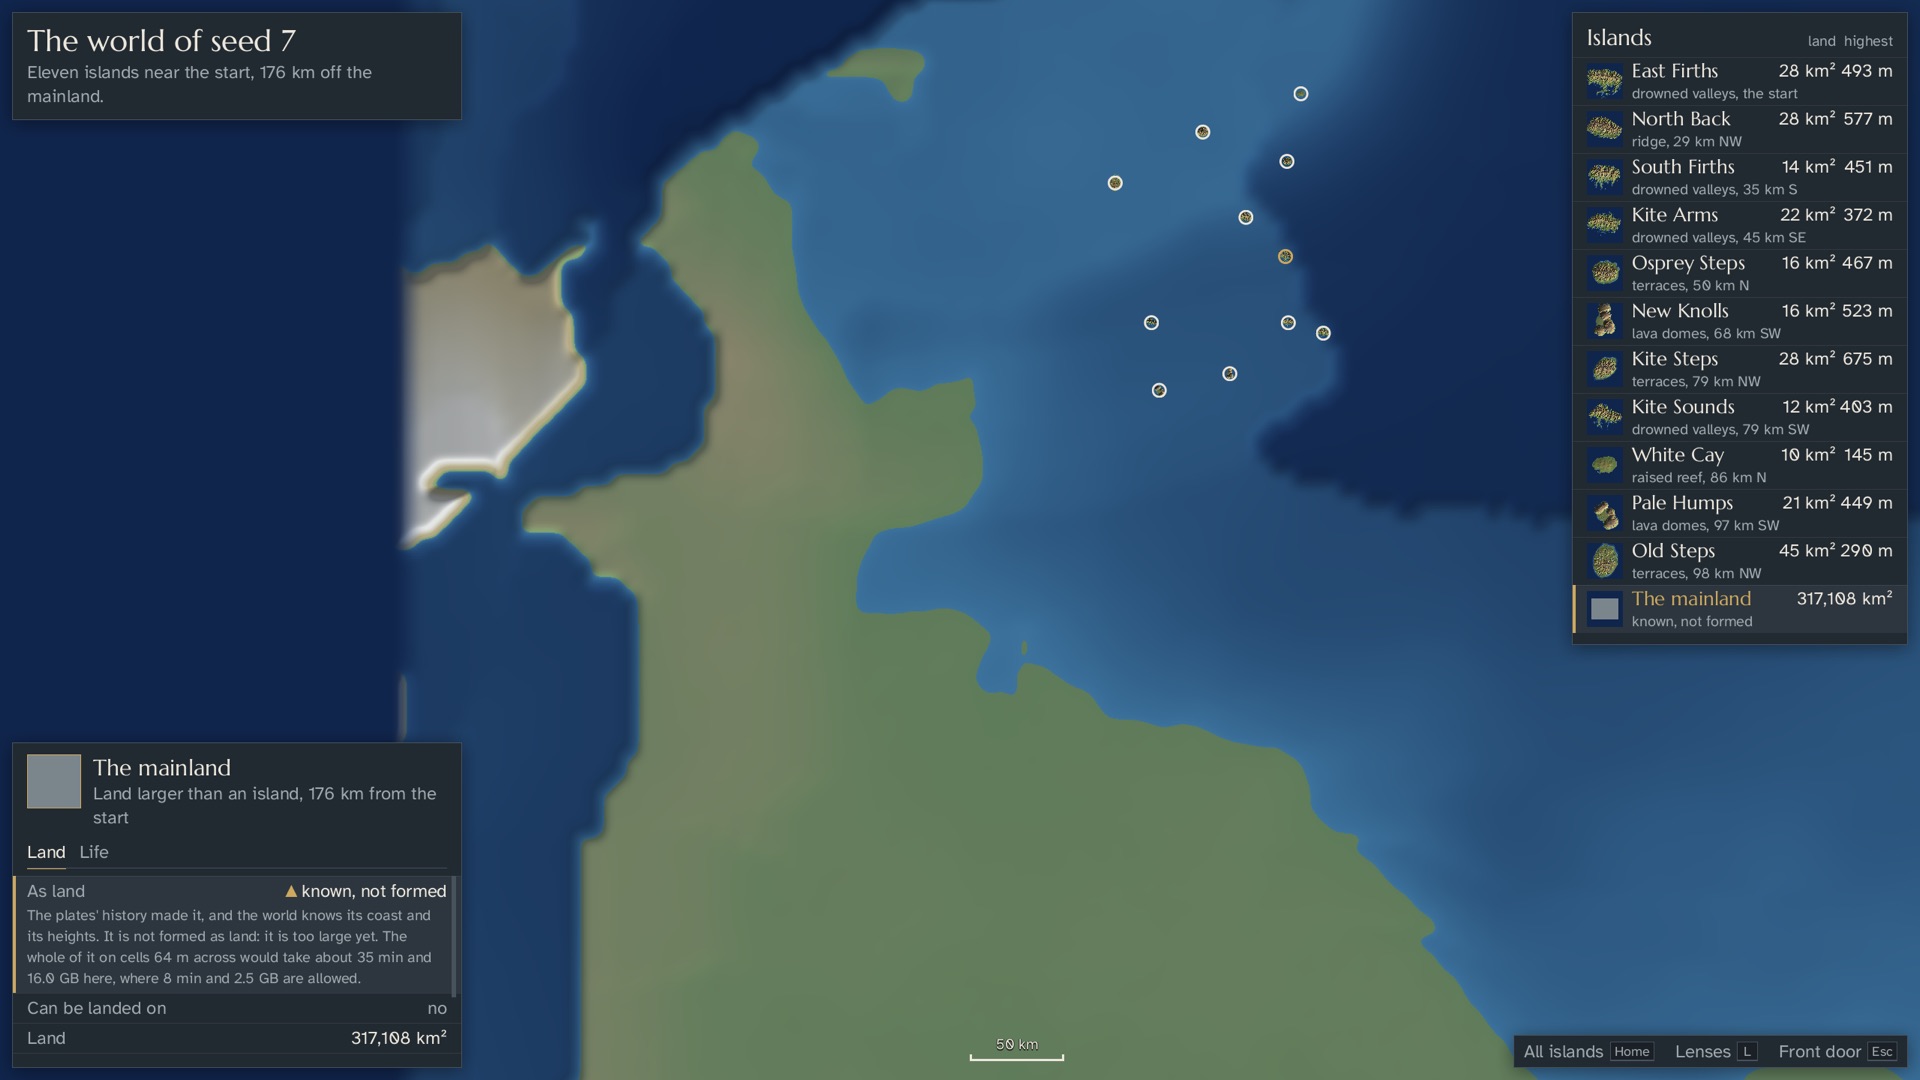 The world of seed 7
Eleven islands near the start, 176 km off the
mainland.
Islands land highest
East Firths 28 km² 493 m
drowned valleys, the start
North Back 28 km² 577 m
ridge, 29 km NW
South Firths 14 km² 451 m
drowned valleys, 35 km S
Kite Arms 22 km² 372 m
drowned valleys, 45 km SE
Osprey Steps 16 km² 467 m
terraces, 50 km N
New Knolls 16 km² 523 m
lava domes, 68 km SW
Kite Steps 28 km² 675 m
terraces, 79 km NW
Kite Sounds 12 km² 403 m
drowned valleys, 79 km SW
White Cay 10 km² 145 m
raised reef, 86 km N
Pale Humps 21 km² 449 m
lava domes, 97 km SW
Old Steps 45 km² 290 m
terraces, 98 km NW
The mainland 317,108 km²
known, not formed
The mainland
Land larger than an island, 176 km from the
start
Land Life
As land known, not formed
The plates' history made it, and the world knows its coast and
its heights. It is not formed as land: it is too large yet. The
whole of it on cells 64 m across would take about 35 min and
16.0 GB here, where 8 min and 2.5 GB are allowed.
Can be landed on no
Land 317,108 km²
50 km
All islands Home Lenses L Front door Esc